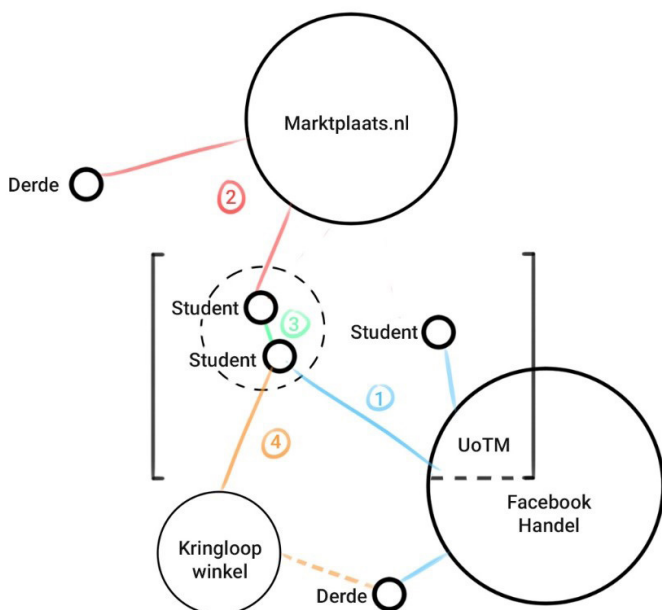 Marktplaats.nl
Derde
2
Student
3
Student
Student
1
4
UoTM
Facebook
Handel
Kringloop
winkel
Derde